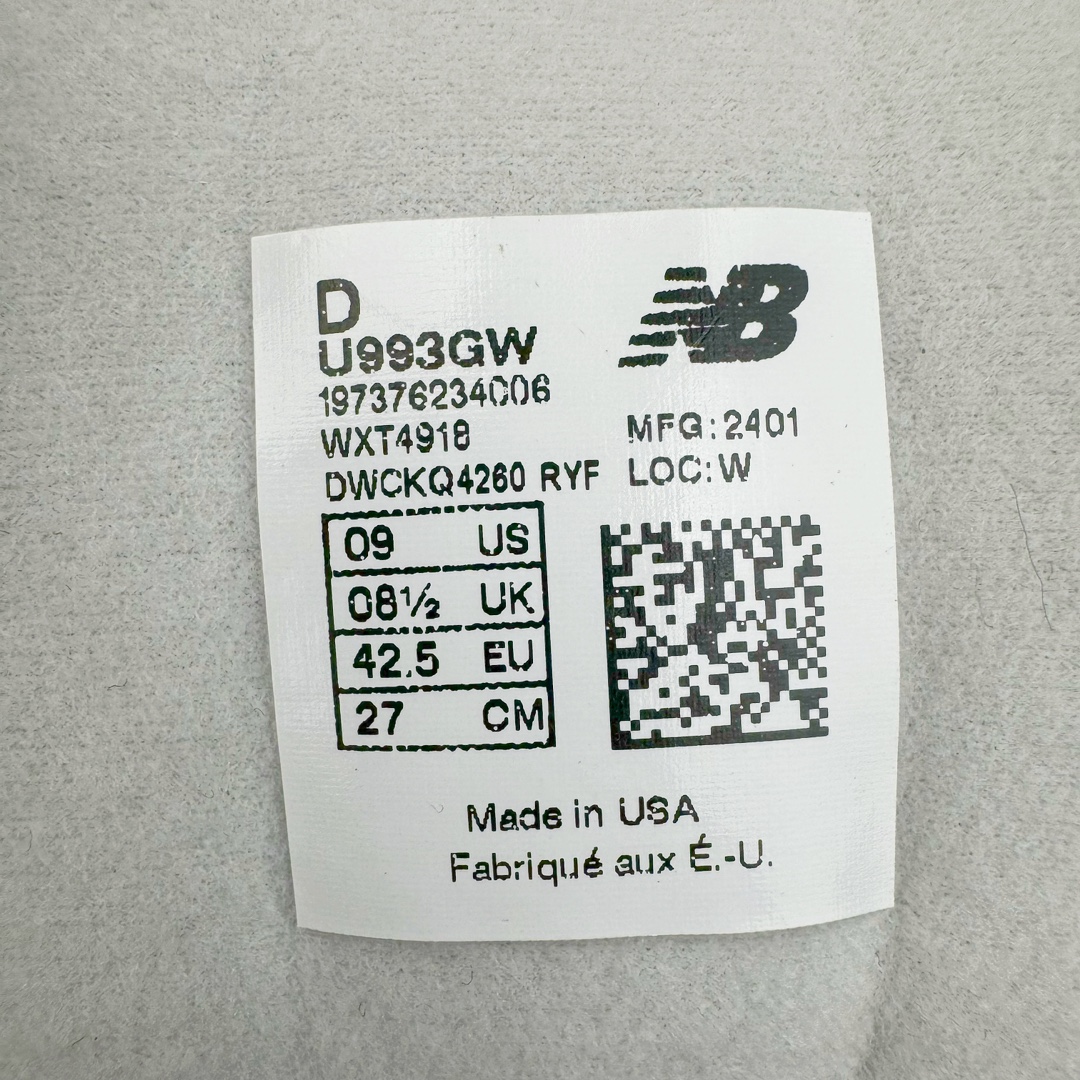 D
NB
U993GW
197376234006
WXT4918
MFG:2401
DWCKQ4260 RYF
LOC:W
09 US
08½ UK
42.5 EU
27 CM
Made in USA
Fabriqué aux É.-U.